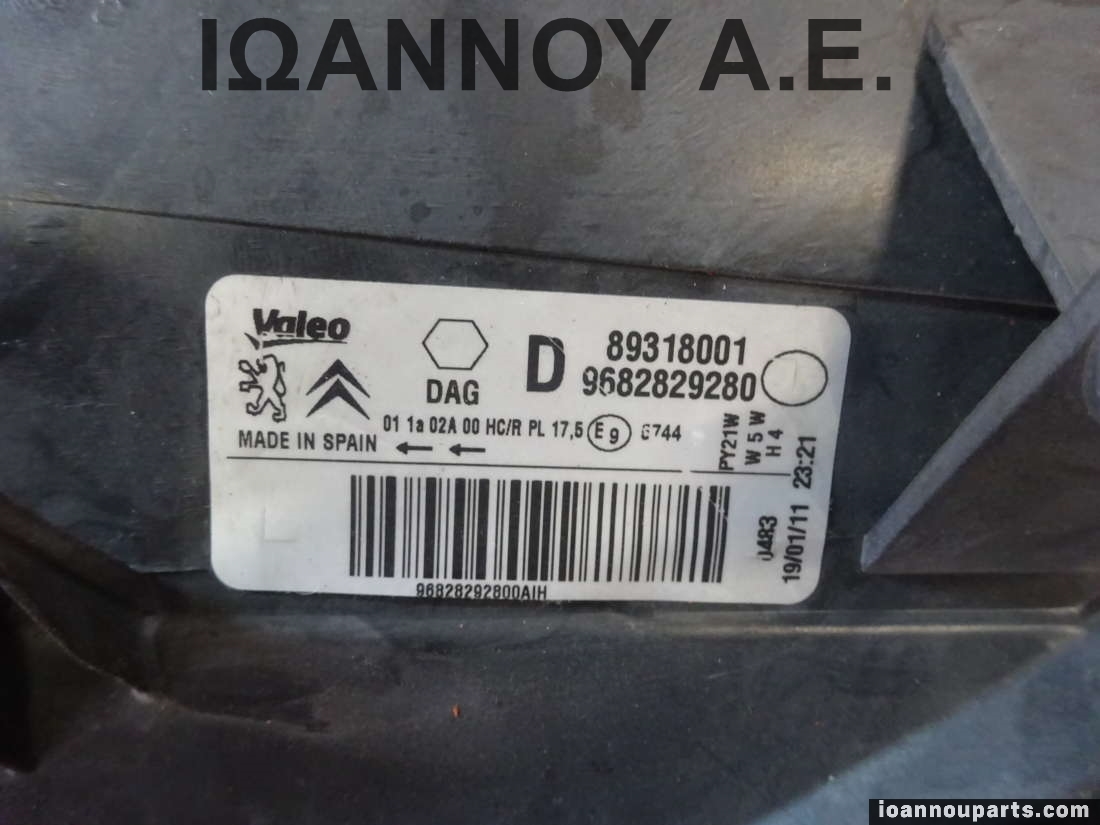 ΙΩΑΝΝΟΥ Α.Ε.
Valeo
DAG
D
89318001
9682829280
01 1a 02A 00 HC/R PL 17,5 E9 6744
MADE IN SPAIN
PY21W
W5W
H4
0483
19/01/11 23:21
96828292800AIH
ioannouparts.com